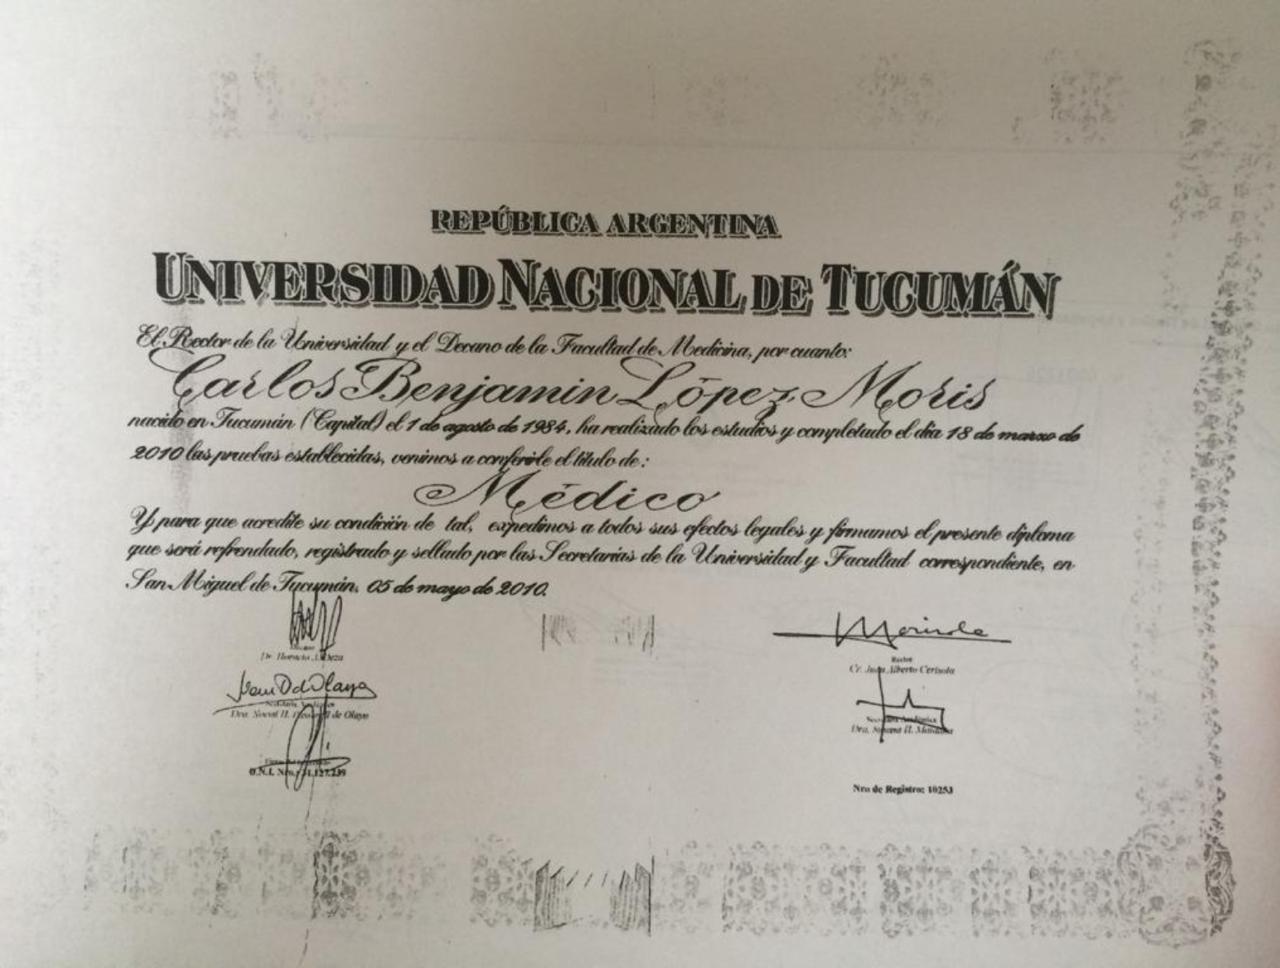 REPÚBLICA ARGENTINA
UNIVERSIDAD NACIONAL DE TUCUMÁN
El Rector de la Universidad y el Decano de la Facultad de Medicina, por cuanto:
Carlos Benjamin López Moris
nacido en Tucumán (Capital) el 1 de agosto de 1984, ha realizado los estudios y completado el día 18 de marzo de
2010 las pruebas establecidas, venimos a conferirle el título de:
Médico
Y para que acredite su condición de tal, expedimos a todos sus efectos legales y firmamos el presente diploma
que será refrendado, registrado y sellado por las Secretarías de la Universidad y Facultad correspondiente, en
San Miguel de Tucumán, 05 de mayo de 2010.
Rector
Cr. Juan Alberto Cerisola
Dr. Horacio
Secretaria Académica
Dra. H. de Olaya
Secretaria Académica
Dra. Susana H.
D.N.I. Nro.: 31.127.239
Nro de Registro: 10253